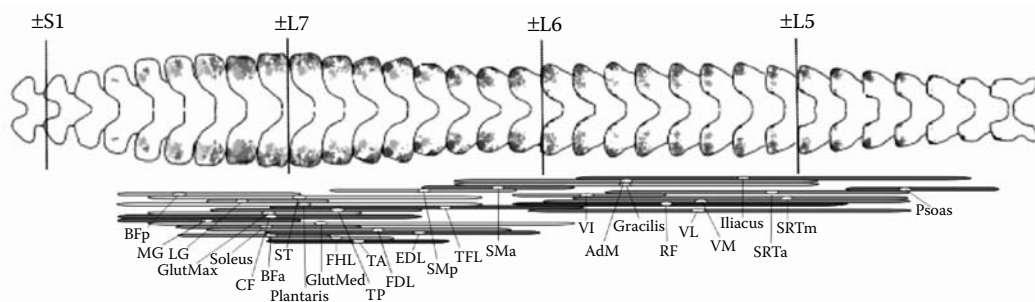 ±S1
±L7
±L6
±L5
BFp
MG
LG
GlutMax
Soleus
CF
BFa
ST
Plantaris
FHL
GlutMed
TP
TA
FDL
EDL
SMp
TFL
SMa
VI
AdM
Gracilis
RF
VL
VM
Iliacus
SRTa
SRTm
Psoas